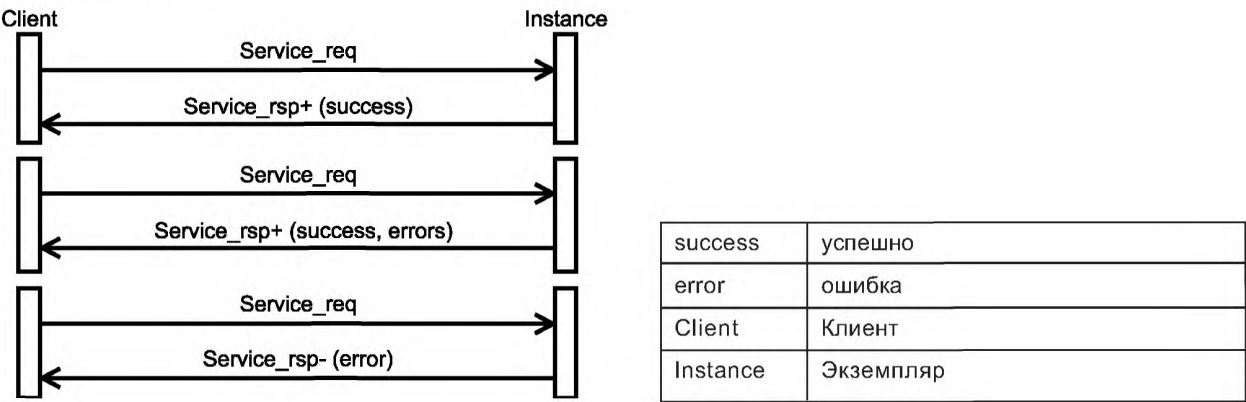 Client Instance
Service_req
Service_rsp+ (success)
Service_req
Service_rsp+ (success, errors)
Service_req
Service_rsp- (error)
success успешно
error ошибка
Client Клиент
Instance Экземпляр